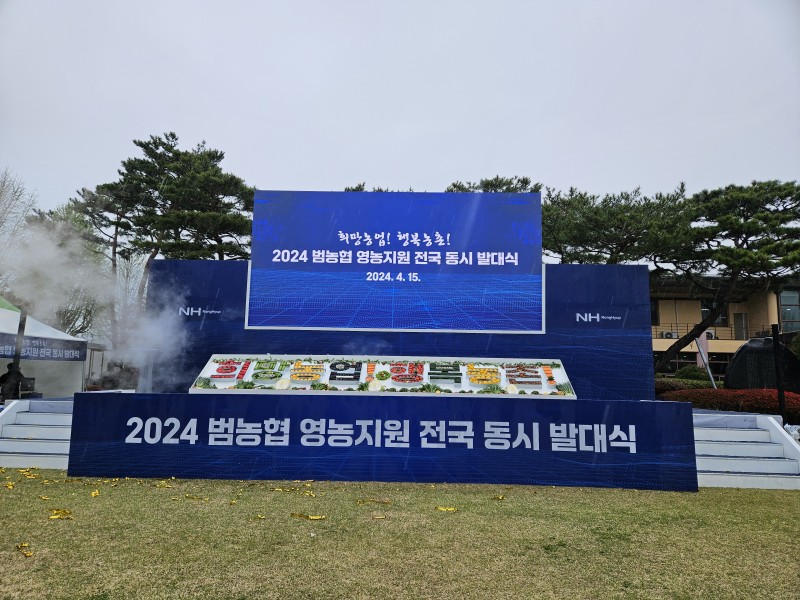 희망농업! 행복농촌!
2024 범농협 영농지원 전국 동시 발대식
2024. 4. 15.
NH NongHyup
NH NongHyup
희망농업!행복농촌!
2024 범농협 영농지원 전국 동시 발대식